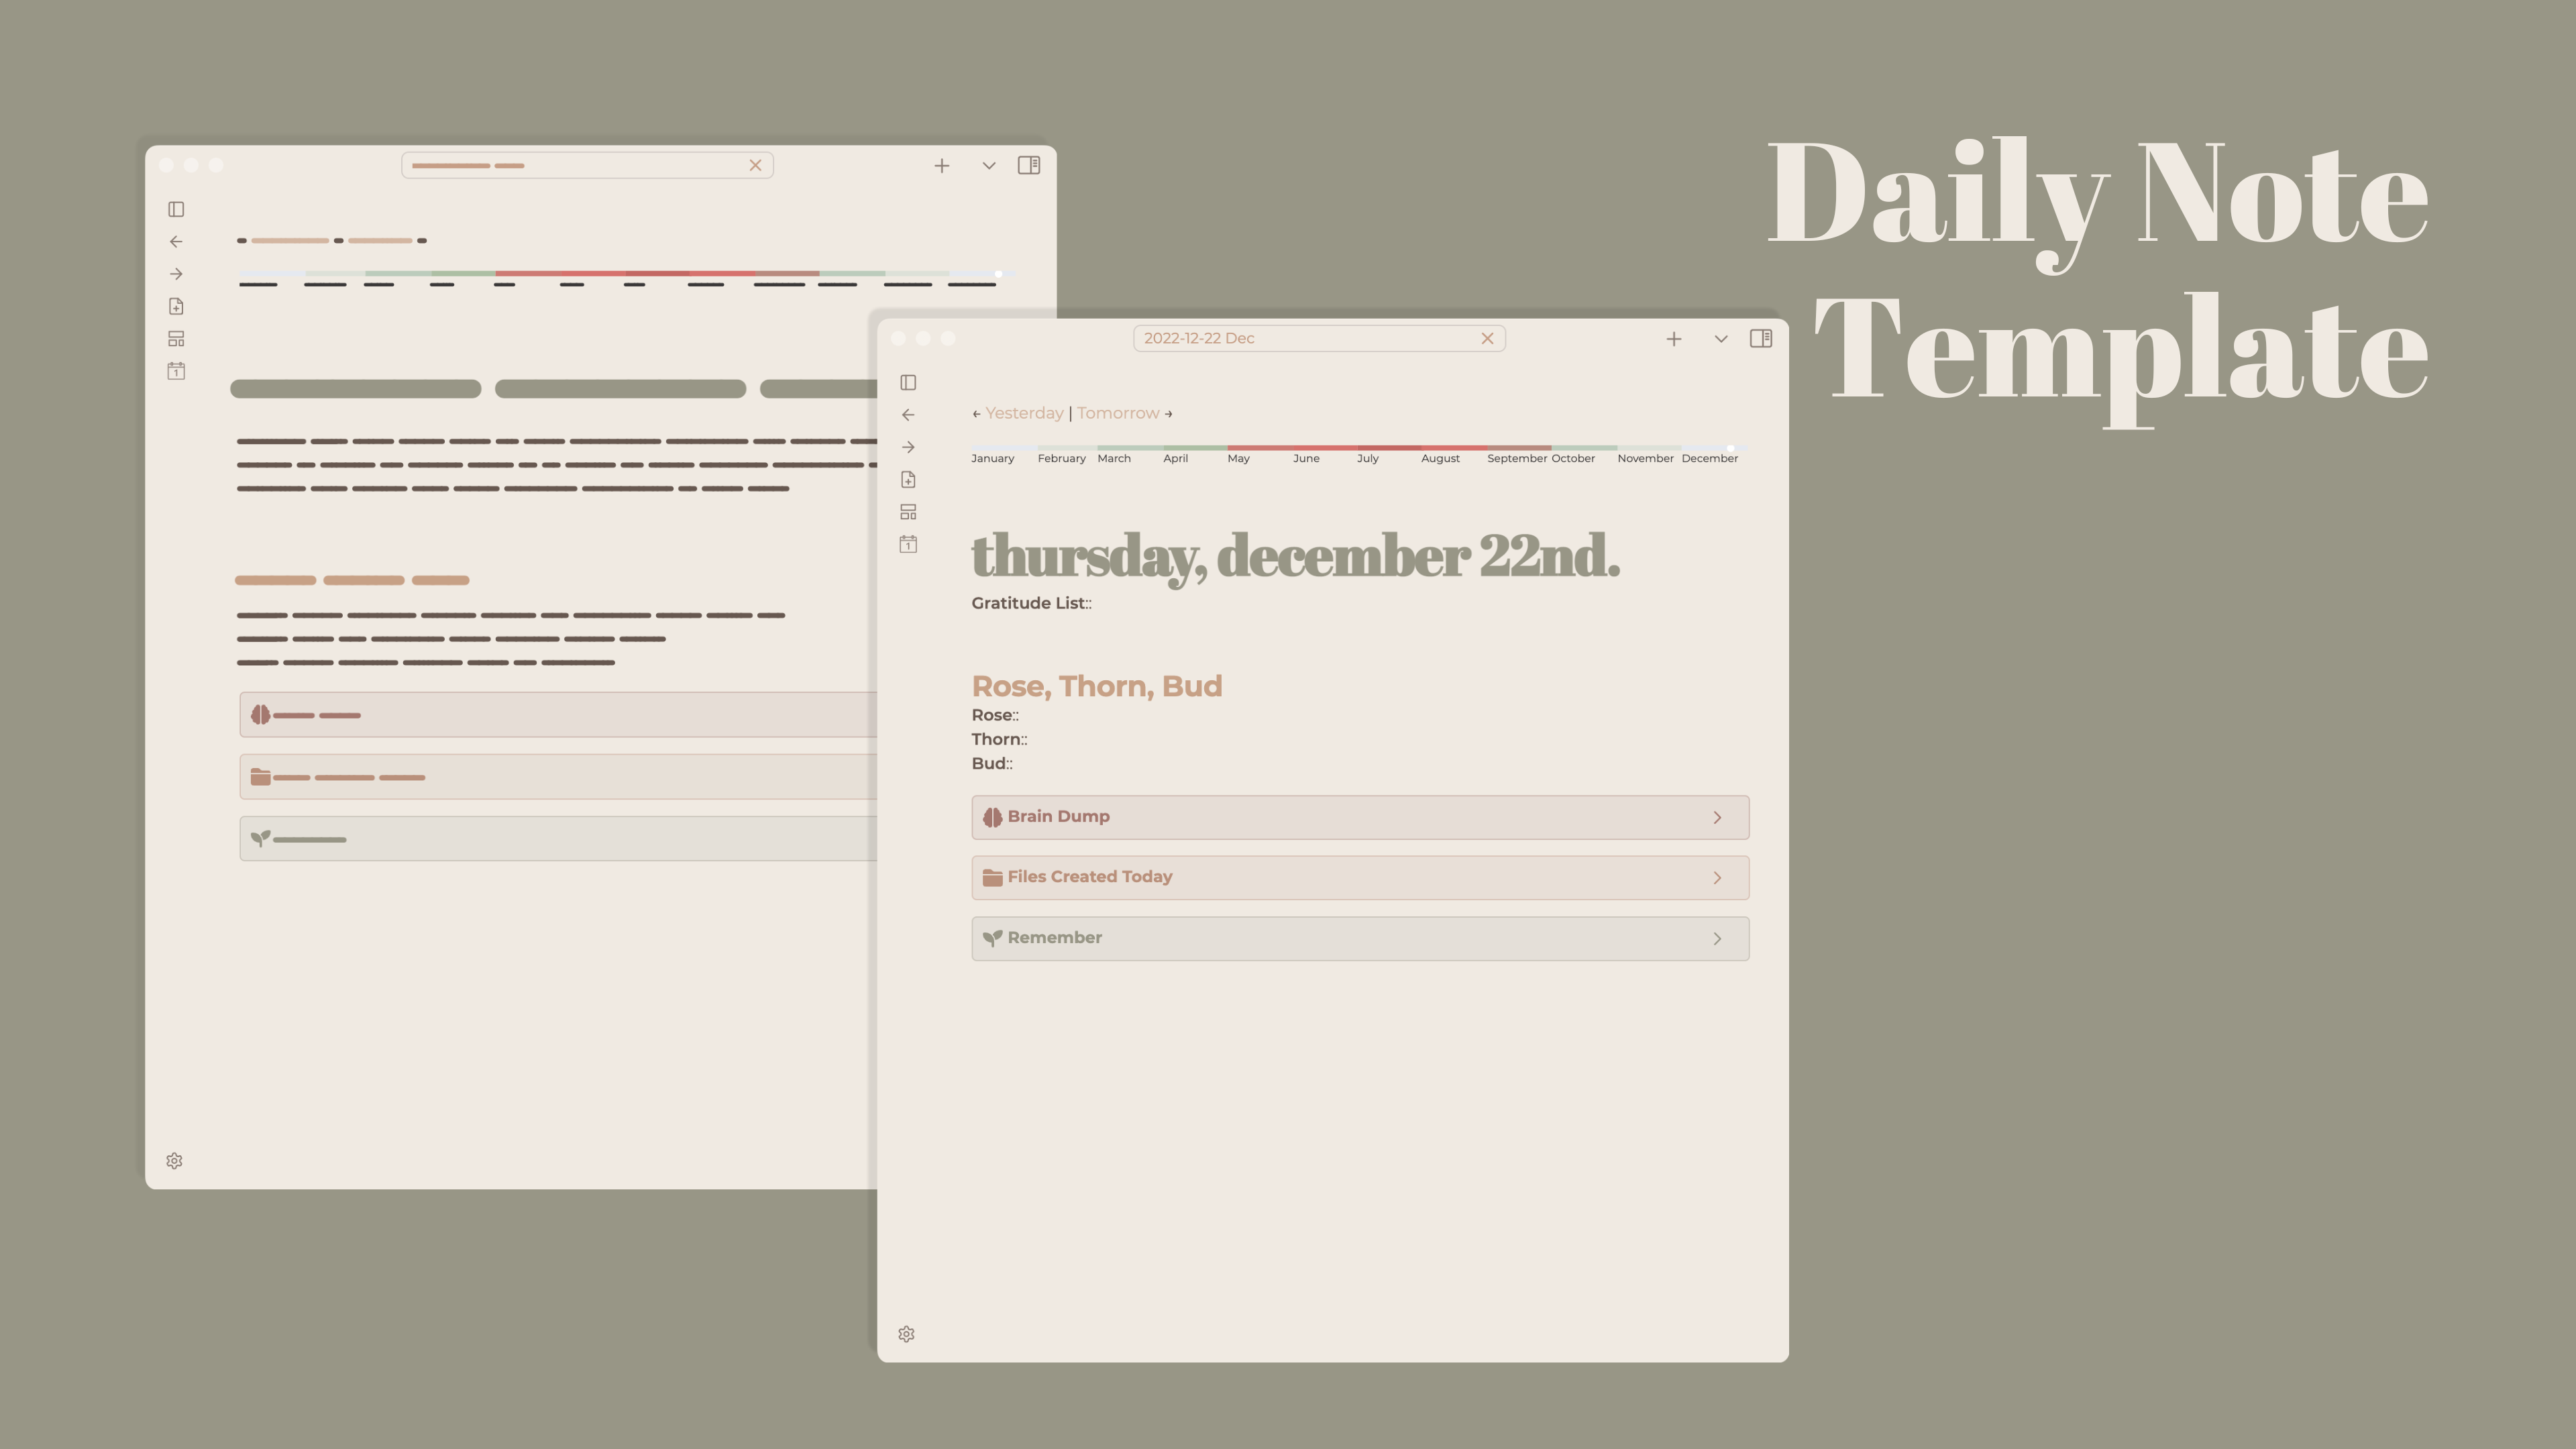 Daily Note
Template
2022-12-22 Dec
← Yesterday | Tomorrow →
January February March April May June July August September October November December
thursday, december 22nd.
Gratitude List::
Rose, Thorn, Bud
Rose::
Thorn::
Bud::
Brain Dump
Files Created Today
Remember
1
1